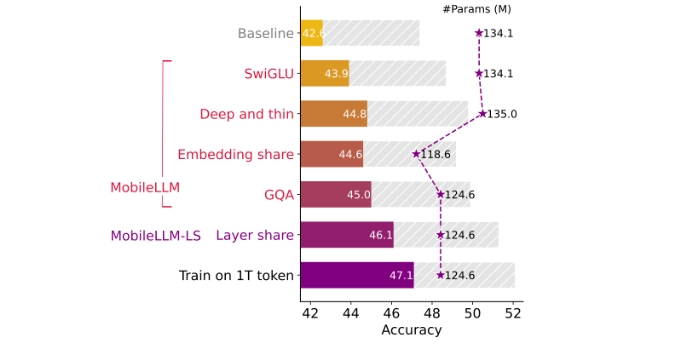 #Params (M)
Baseline 42.6 134.1
SwiGLU 43.9 134.1
Deep and thin 44.8 135.0
Embedding share 44.6 118.6
MobileLLM
GQA 45.0 124.6
MobileLLM-LS Layer share 46.1 124.6
Train on 1T token 47.1 124.6
42 44 46 48 50 52
Accuracy